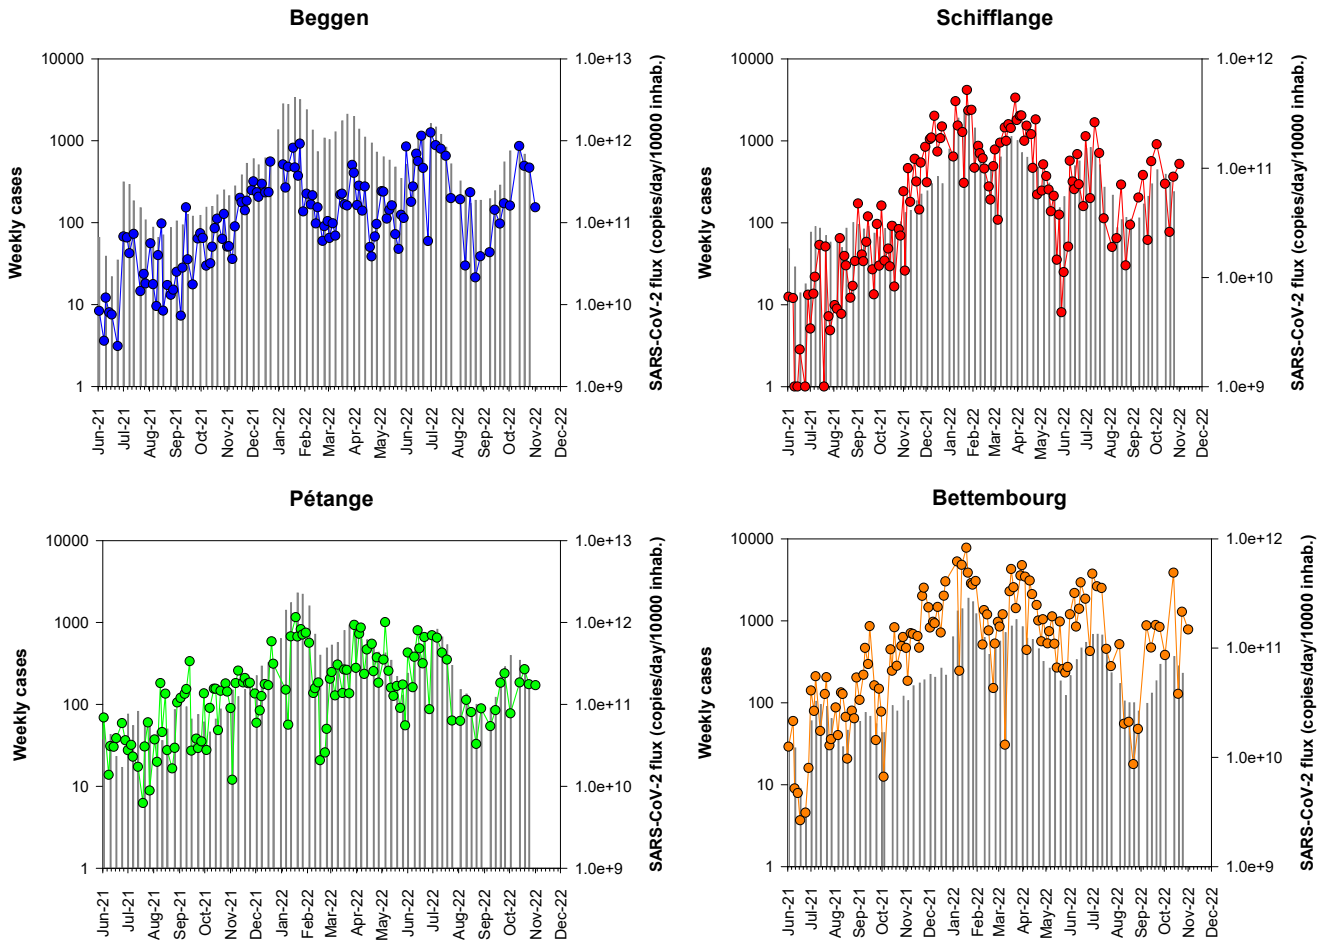 Beggen
10000
1000
100
10
1
Weekly cases
1.0e+13
1.0e+12
1.0e+11
1.0e+10
1.0e+9
SARS-CoV-2 flux (copies/day/10000 inhab.)
Jun-21
Jul-21
Aug-21
Sep-21
Oct-21
Nov-21
Dec-21
Jan-22
Feb-22
Mar-22
Apr-22
May-22
Jun-22
Jul-22
Aug-22
Sep-22
Oct-22
Nov-22
Dec-22
Schifflange
10000
1000
100
10
1
Weekly cases
1.0e+12
1.0e+11
1.0e+10
1.0e+9
SARS-CoV-2 flux (copies/day/10000 inhab.)
Jun-21
Jul-21
Aug-21
Sep-21
Oct-21
Nov-21
Dec-21
Jan-22
Feb-22
Mar-22
Apr-22
May-22
Jun-22
Jul-22
Aug-22
Sep-22
Oct-22
Nov-22
Dec-22
Pétange
10000
1000
100
10
1
Weekly cases
1.0e+13
1.0e+12
1.0e+11
1.0e+10
1.0e+9
SARS-CoV-2 flux (copies/day/10000 inhab.)
Jun-21
Jul-21
Aug-21
Sep-21
Oct-21
Nov-21
Dec-21
Jan-22
Feb-22
Mar-22
Apr-22
May-22
Jun-22
Jul-22
Aug-22
Sep-22
Oct-22
Nov-22
Dec-22
Bettembourg
10000
1000
100
10
1
Weekly cases
1.0e+12
1.0e+11
1.0e+10
1.0e+9
SARS-CoV-2 flux (copies/day/10000 inhab.)
Jun-21
Jul-21
Aug-21
Sep-21
Oct-21
Nov-21
Dec-21
Jan-22
Feb-22
Mar-22
Apr-22
May-22
Jun-22
Jul-22
Aug-22
Sep-22
Oct-22
Nov-22
Dec-22